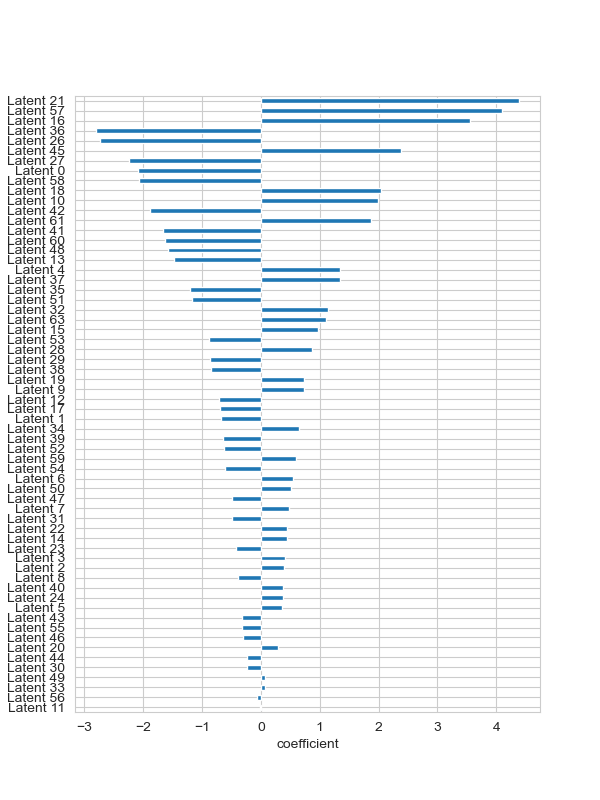 Latent 21
Latent 57
Latent 16
Latent 36
Latent 26
Latent 45
Latent 27
Latent 0
Latent 58
Latent 18
Latent 10
Latent 42
Latent 61
Latent 41
Latent 60
Latent 48
Latent 13
Latent 4
Latent 37
Latent 35
Latent 51
Latent 32
Latent 63
Latent 15
Latent 53
Latent 28
Latent 29
Latent 38
Latent 19
Latent 9
Latent 12
Latent 17
Latent 1
Latent 34
Latent 39
Latent 52
Latent 59
Latent 54
Latent 6
Latent 50
Latent 47
Latent 7
Latent 31
Latent 22
Latent 14
Latent 23
Latent 3
Latent 2
Latent 8
Latent 40
Latent 24
Latent 5
Latent 43
Latent 55
Latent 46
Latent 20
Latent 44
Latent 30
Latent 49
Latent 33
Latent 56
Latent 11
−3 −2 −1 0 1 2 3 4
coefficient